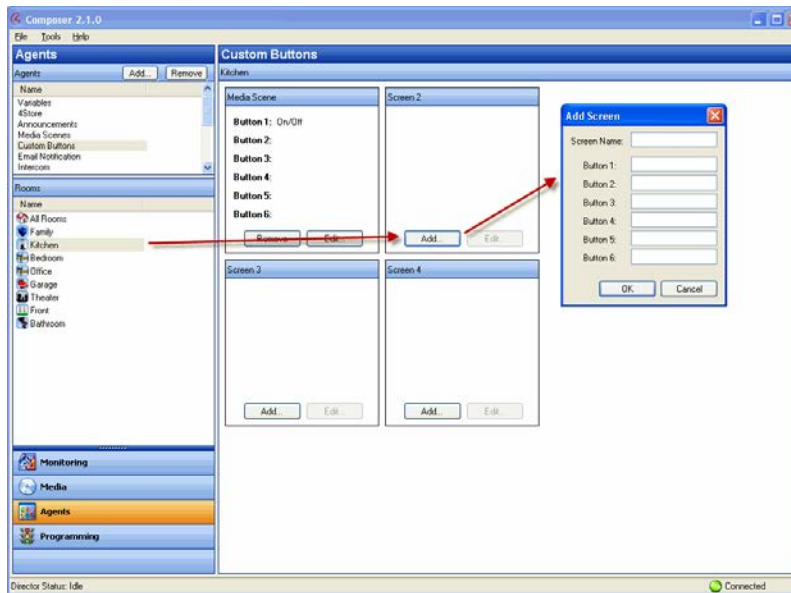 Composer 2.1.0
File Tools Help
Agents
Agents Add... Remove
Name
Variables
4Store
Announcements
Media Scenes
Custom Buttons
Email Notification
Intercom
Rooms
Name
All Rooms
Family
Kitchen
Bedroom
Office
Garage
Theater
Front
Bathroom
Monitoring
Media
Agents
Programming
Director Status: Idle
Custom Buttons
Kitchen
Media Scene
Button 1: On/Off
Button 2:
Button 3:
Button 4:
Button 5:
Button 6:
Remove Edit...
Screen 2
Add... Edit...
Screen 3
Add... Edit...
Screen 4
Add... Edit...
Add Screen
Screen Name:
Button 1:
Button 2:
Button 3:
Button 4:
Button 5:
Button 6:
OK Cancel
Connected